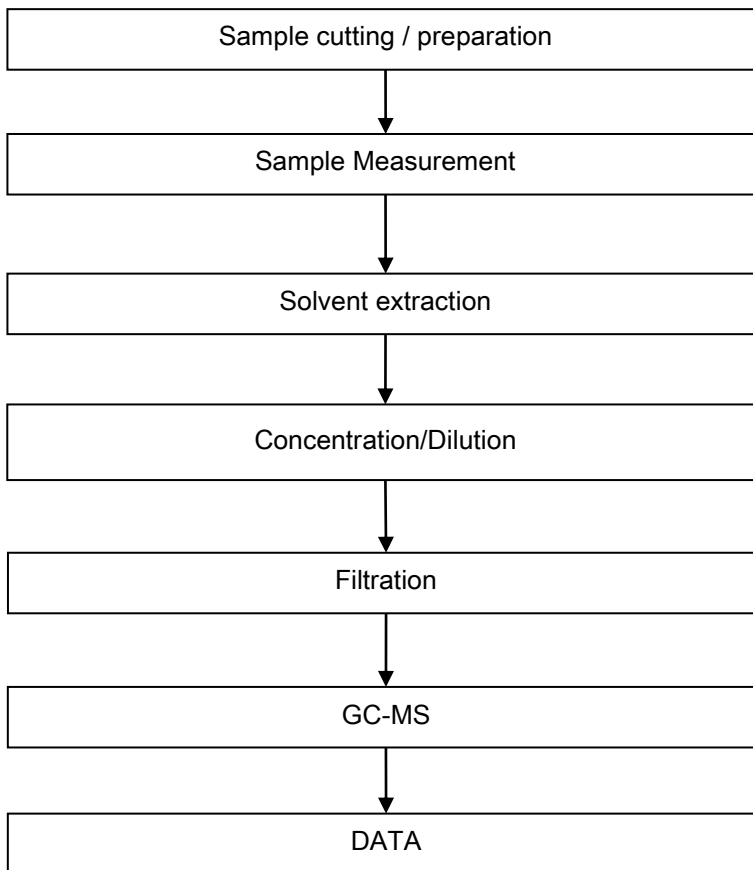 Sample cutting / preparation
Sample Measurement
Solvent extraction
Concentration/Dilution
Filtration
GC-MS
DATA